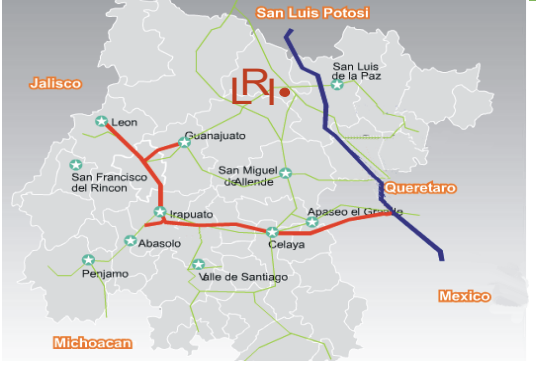 San Luis Potosi
San Luis
de la Paz
Jalisco
LRI
Leon
Guanajuato
San Miguel
de Allende
San Francisco
del Rincon
Queretaro
Irapuato
Apaseo el Grande
Abasolo
Celaya
Penjamo
Valle de Santiago
Mexico
Michoacan